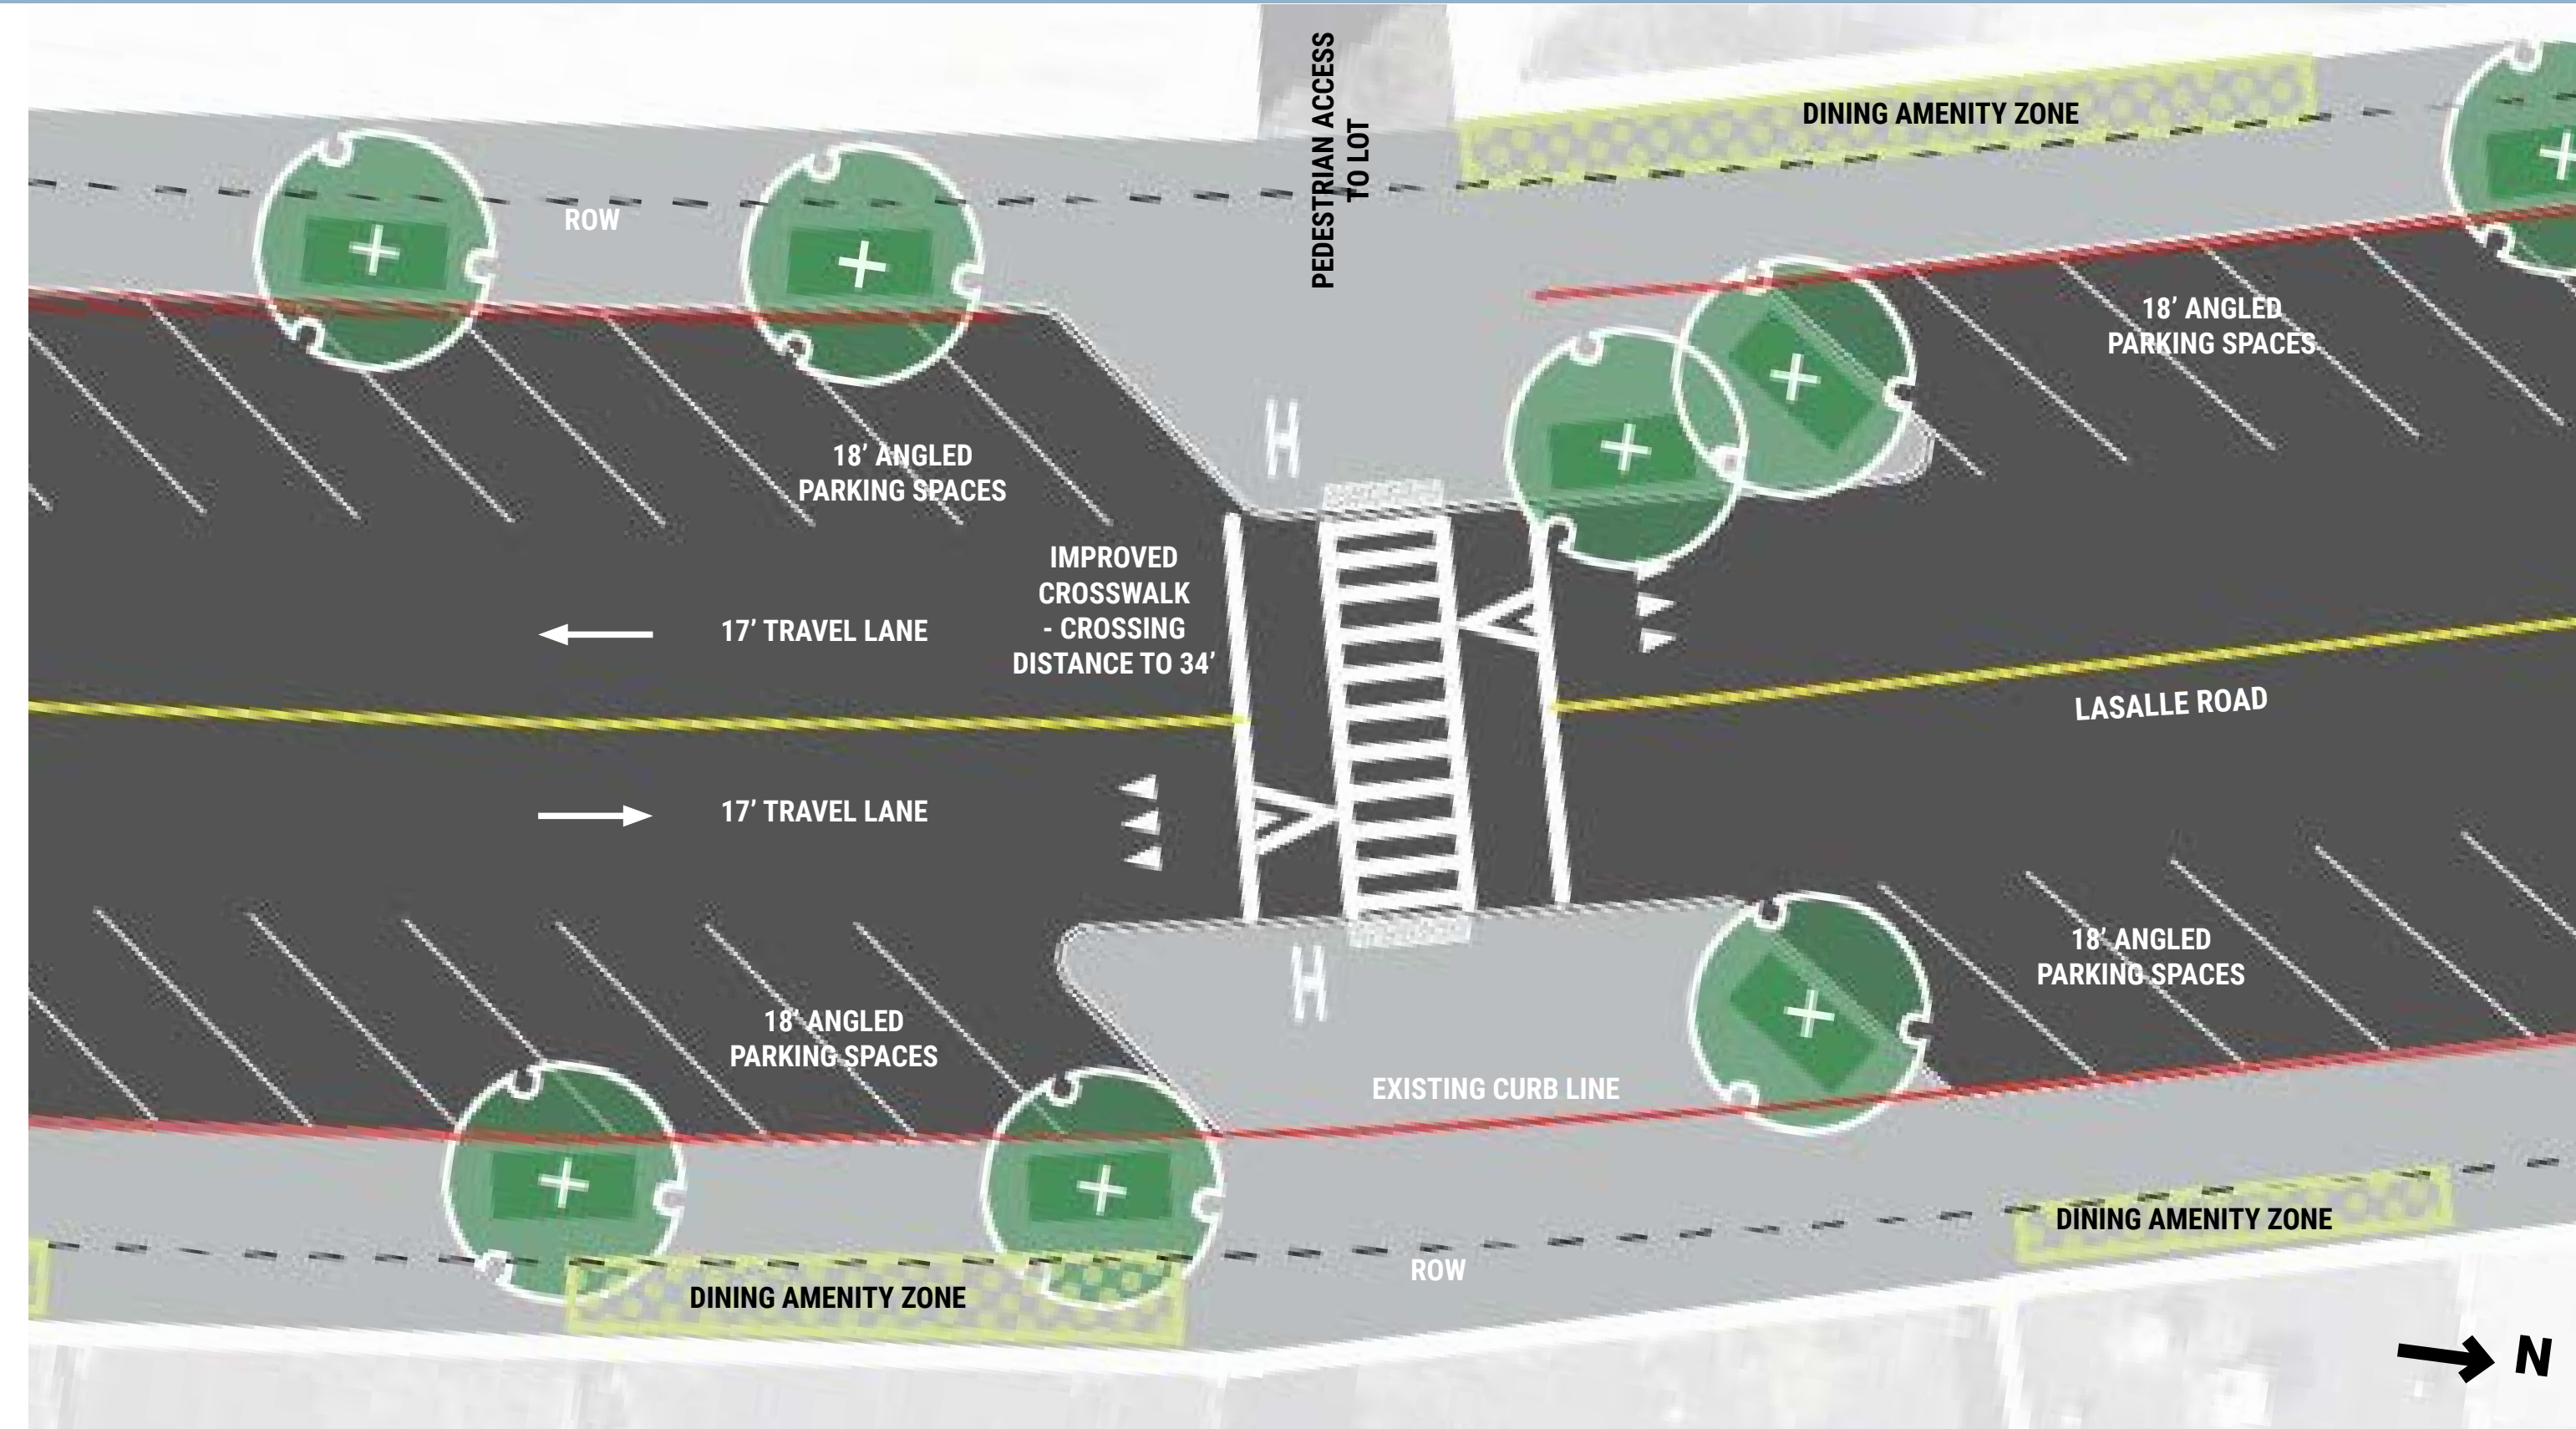 PEDESTRIAN ACCESS
TO LOT
DINING AMENITY ZONE
ROW
18’ ANGLED
PARKING SPACES
18’ ANGLED
PARKING SPACES
IMPROVED
CROSSWALK
- CROSSING
DISTANCE TO 34’
17’ TRAVEL LANE
LASALLE ROAD
17’ TRAVEL LANE
18’ ANGLED
PARKING SPACES
18’ ANGLED
PARKING SPACES
EXISTING CURB LINE
DINING AMENITY ZONE
ROW
DINING AMENITY ZONE
N